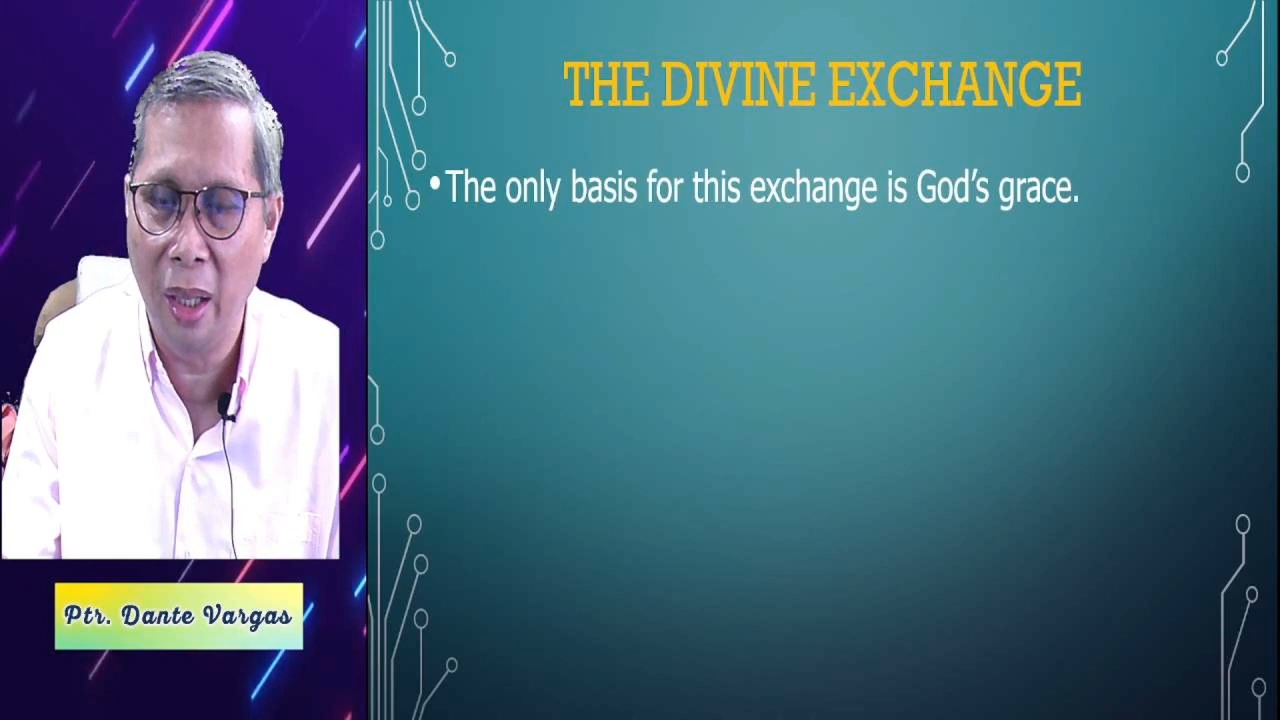 THE DIVINE EXCHANGE
•The only basis for this exchange is God's grace.
Ptr. Dante Vargas